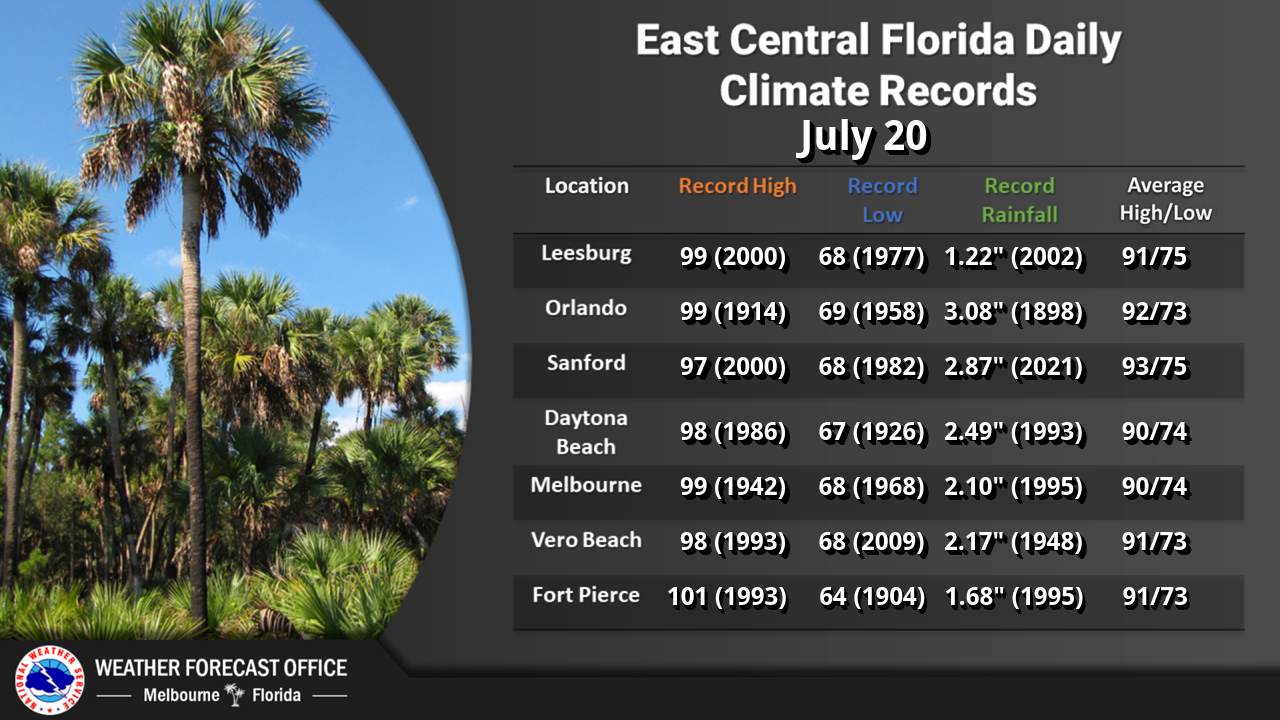 East Central Florida Daily
Climate Records
July 20
Location Record High Record Low Record Rainfall Average High/Low
Leesburg 99 (2000) 68 (1977) 1.22" (2002) 91/75
Orlando 99 (1914) 69 (1958) 3.08" (1898) 92/73
Sanford 97 (2000) 68 (1982) 2.87" (2021) 93/75
Daytona Beach 98 (1986) 67 (1926) 2.49" (1993) 90/74
Melbourne 99 (1942) 68 (1968) 2.10" (1995) 90/74
Vero Beach 98 (1993) 68 (2009) 2.17" (1948) 91/73
Fort Pierce 101 (1993) 64 (1904) 1.68" (1995) 91/73
NATIONAL WEATHER SERVICE
WEATHER FORECAST OFFICE
Melbourne Florida